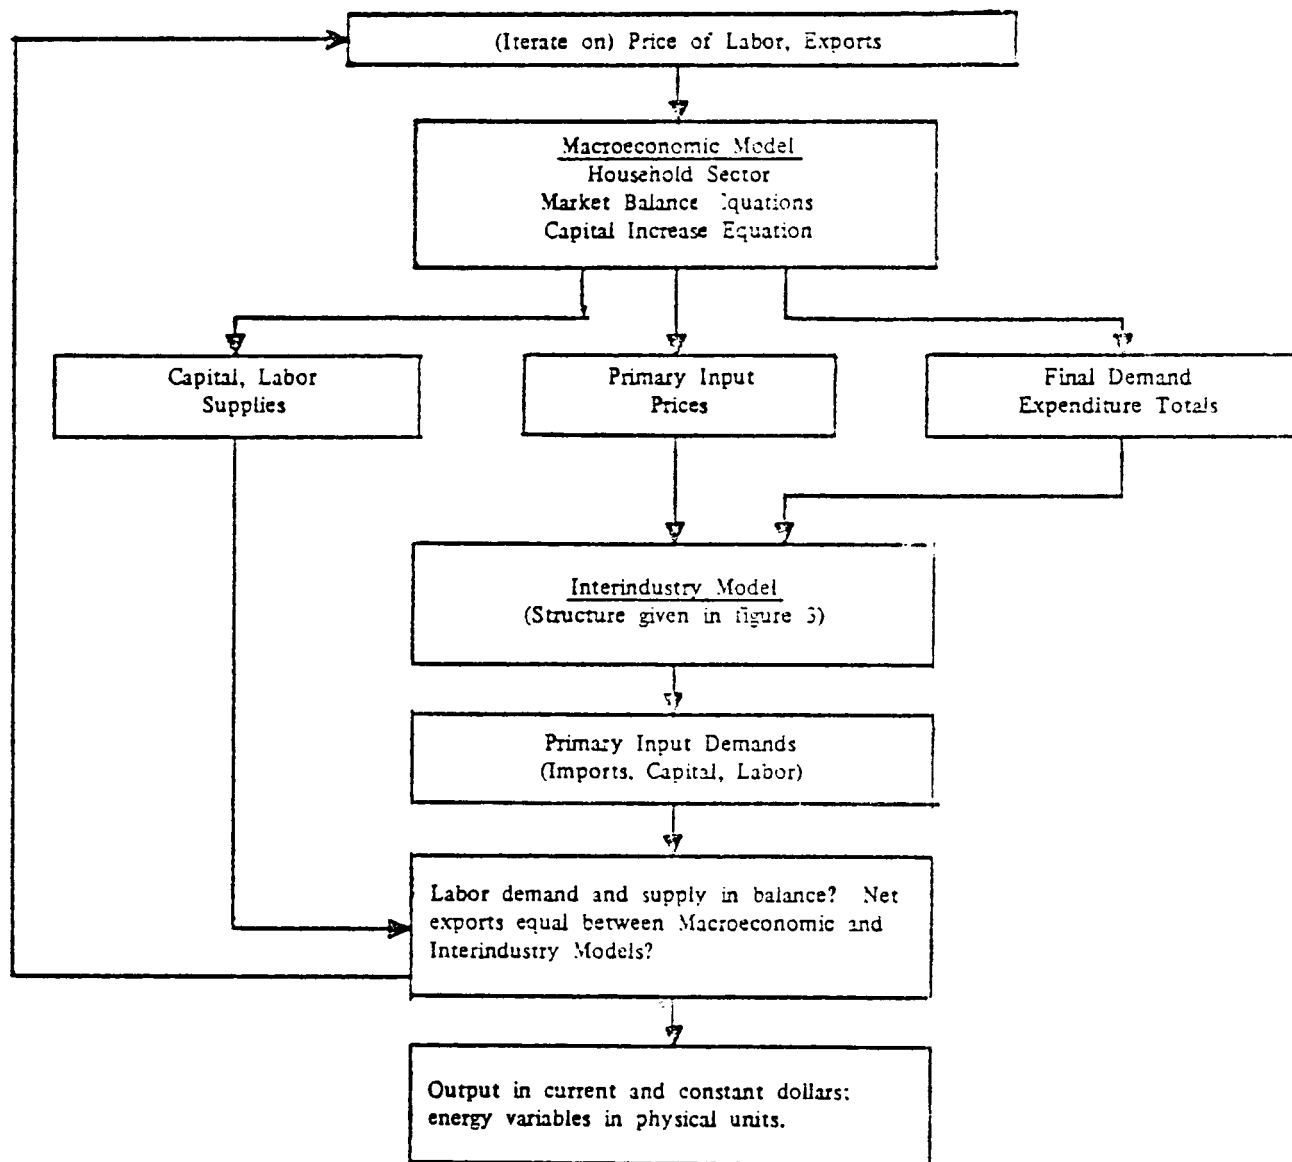 (Iterate on) Price of Labor, Exports
Macroeconomic Model
Household Sector
Market Balance Equations
Capital Increase Equation
Capital, Labor
Supplies
Primary Input
Prices
Final Demand
Expenditure Totals
Interindustry Model
(Structure given in figure 3)
Primary Input Demands
(Imports, Capital, Labor)
Labor demand and supply in balance? Net
exports equal between Macroeconomic and
Interindustry Models?
Output in current and constant dollars;
energy variables in physical units.